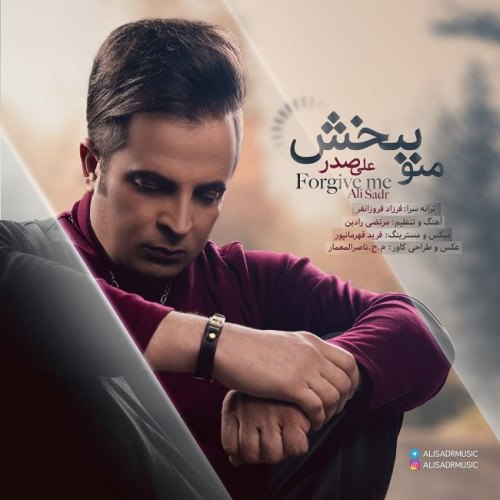 منو ببخش
علی صدر
Forgive me
Ali Sadr
ترانه سرا: فرزاد فروزانفر
آهنگ و تنظیم: مرتضی رادین
میکس و مسترینگ: فرید قهرمانپور
عکس و طراحی کاور: م.ح.ناصرالمعمار
ALISADRMUSIC
ALISADRMUSIC